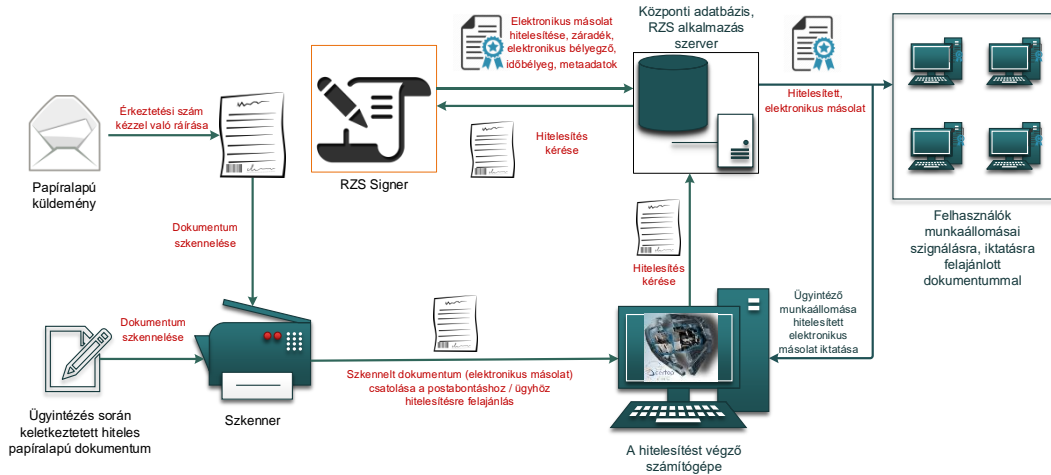 Elektronikus másolat
hitelesítése, záradék,
elektronikus bélyegző,
időbélyeg, metaadatok
Központi adatbázis,
RZS alkalmazás
szerver
Érkeztetési szám
kézzel való ráírása
Hitelesítés
kérése
Hitelesített,
elektronikus másolat
Papíralapú
küldemény
RZS Signer
Dokumentum
szkennelése
Hitelesítés
kérése
Felhasználók
munkaállomásai
szignálásra, iktatásra
felajánlott
dokumentummal
Ügyintéző
munkaállomása
hitelesített
elektronikus
másolat iktatása
Dokumentum
szkennelése
Szkennelt dokumentum (elektronikus másolat)
csatolása a postabontáshoz / ügyhöz
hitelesítésre felajánlás
Ügyintézés során
keletkeztetett hiteles
papíralapú dokumentum
Szkenner
A hitelesítést végző
számítógépe